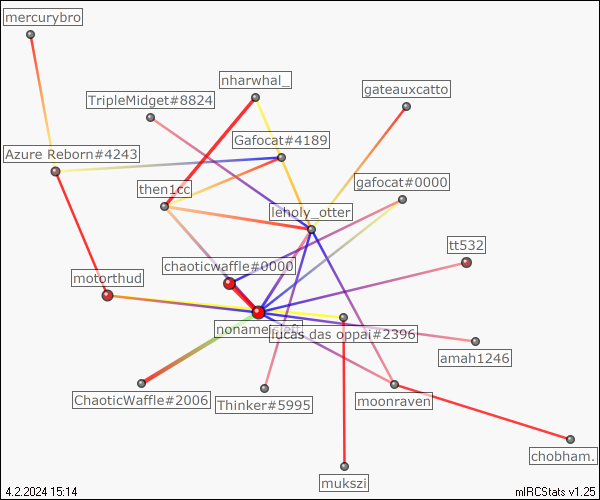 mercurybro
nharwhal_
gateauxcatto
TripleMidget#8824
Gafocat#4189
Azure Reborn#4243
gafocat#0000
then1cc
leholy_otter
tt532
chaoticwaffle#0000
motorthud
lucas das oppai#2396
amah1246
ChaoticWaffle#2006
Thinker#5995
moonraven
chobham.
mukszi
4.2.2024 15:14
mIRCStats v1.25